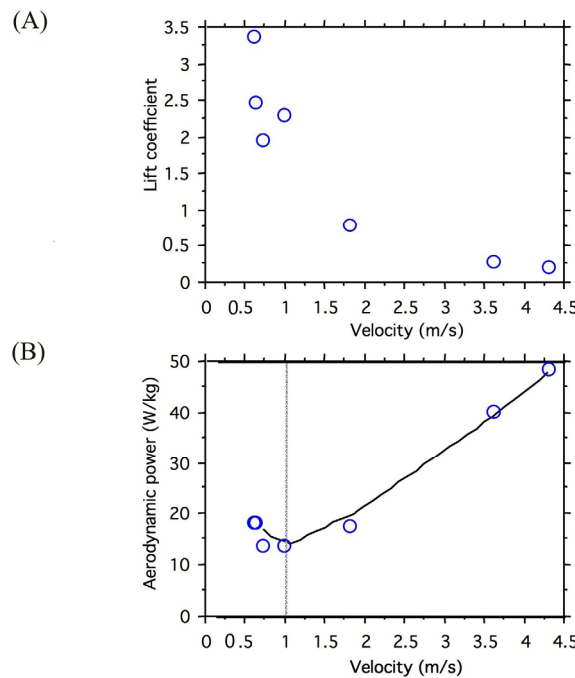 (A)
3.5
3
2.5
2
1.5
1
0.5
0
Lift coefficient
0 0.5 1 1.5 2 2.5 3 3.5 4 4.5
Velocity (m/s)
(B)
50
40
30
20
10
0
Aerodynamic power (W/kg)
0 0.5 1 1.5 2 2.5 3 3.5 4 4.5
Velocity (m/s)